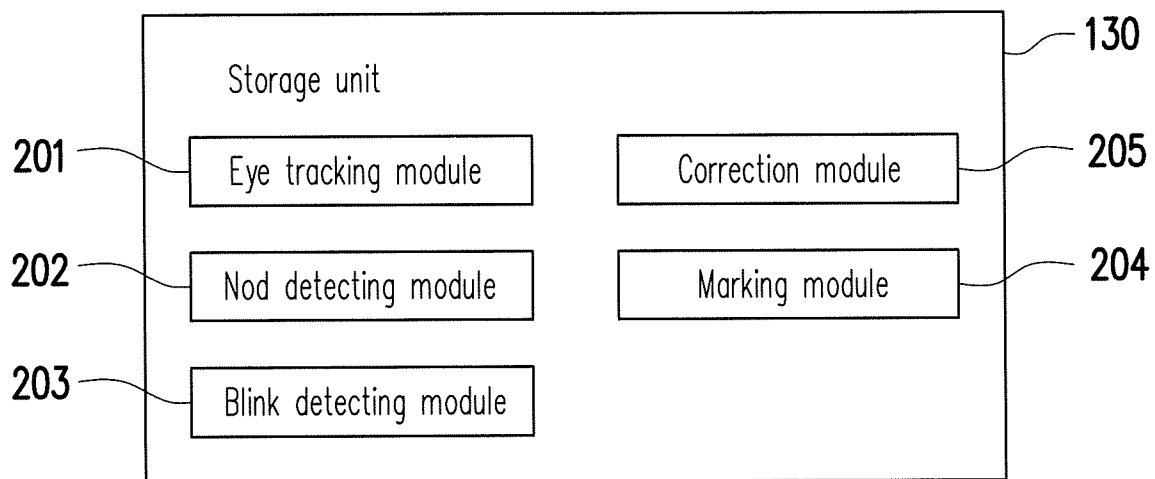 130
Storage unit
201 Eye tracking module Correction module 205
202 Nod detecting module Marking module 204
203 Blink detecting module